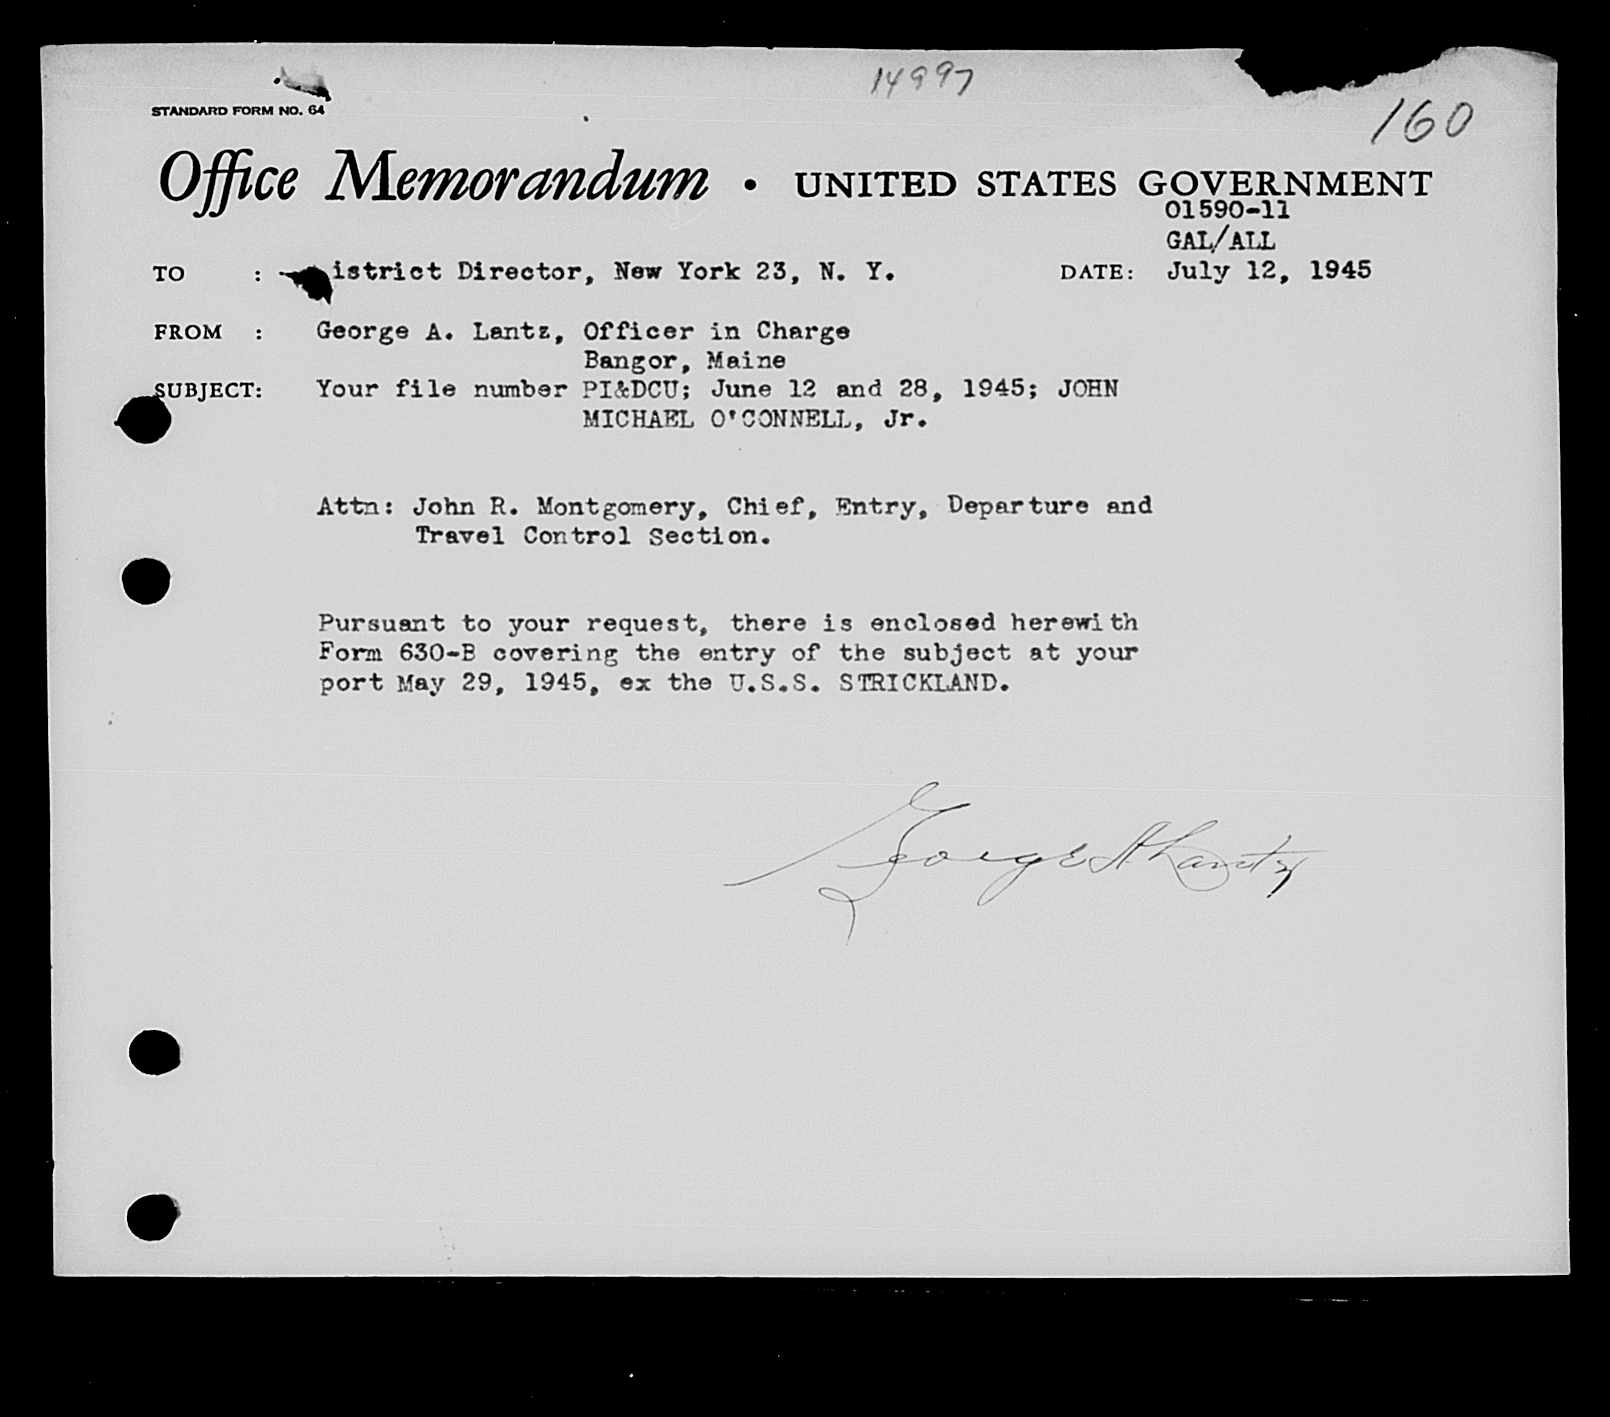 14997
160
STANDARD FORM NO. 64
Office Memorandum • UNITED STATES GOVERNMENT
01590-11
GAL/ALL
TO : istrict Director, New York 23, N. Y. DATE: July 12, 1945
FROM : George A. Lantz, Officer in Charge
Bangor, Maine
SUBJECT: Your file number PI&DCU; June 12 and 28, 1945; JOHN
MICHAEL O'CONNELL, Jr.
Attn: John R. Montgomery, Chief, Entry, Departure and
Travel Control Section.
Pursuant to your request, there is enclosed herewith
Form 630-B covering the entry of the subject at your
port May 29, 1945, ex the U.S.S. STRICKLAND.
George A Lantz